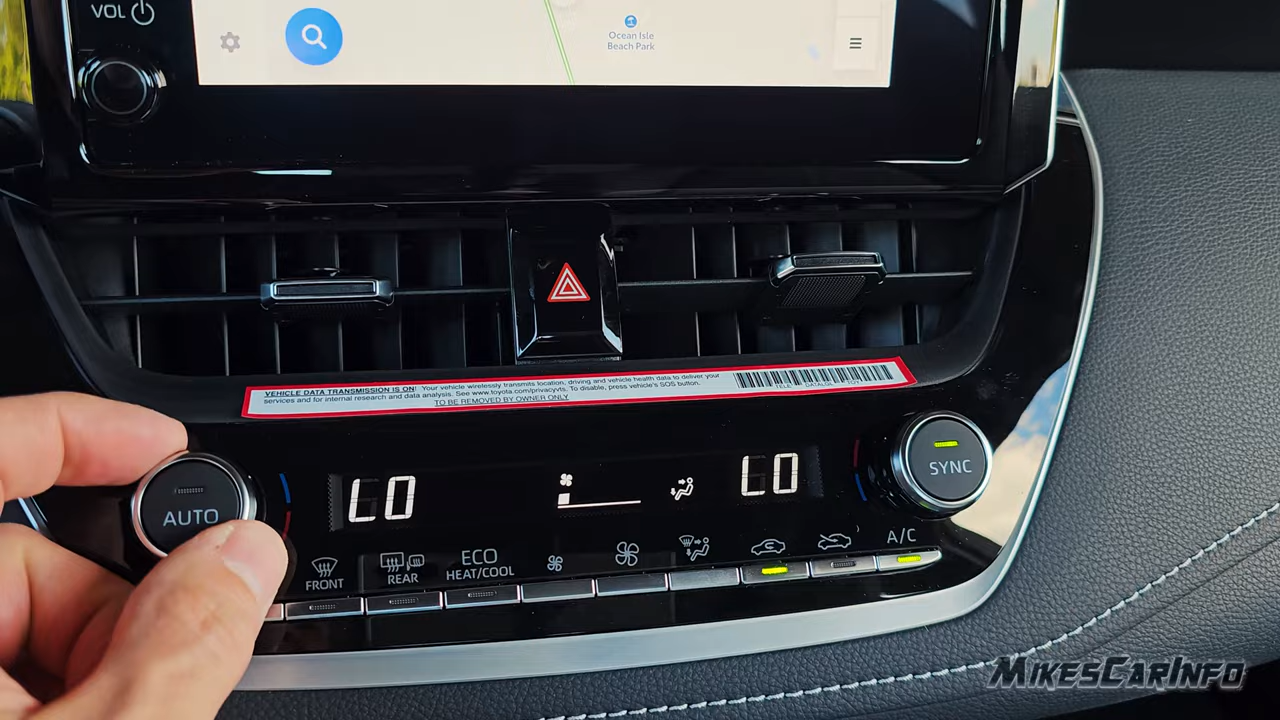 VOL
Ocean Isle
Beach Park
VEHICLE DATA TRANSMISSION IS ON! Your vehicle wirelessly transmits location, driving and vehicle health data to deliver your
services and for internal research and data analysis. See www.toyota.com/privacyvts. To disable, press vehicle's SOS button.
TO BE REMOVED BY OWNER ONLY
AUTO
LO
LO
SYNC
FRONT
REAR
ECO
HEAT/COOL
A/C
MikesCarInfo